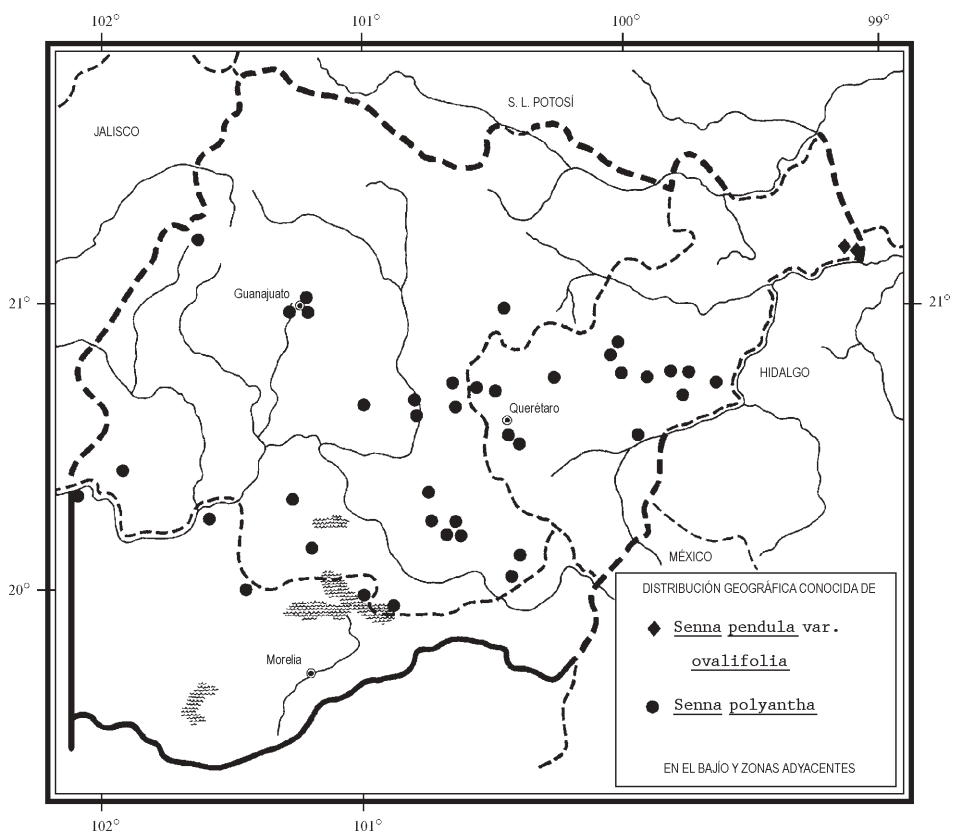 102° 101° 100° 99°
S. L. POTOSÍ
JALISCO
Guanajuato
21° 21°
HIDALGO
Querétaro
MÉXICO
20°
DISTRIBUCIÓN GEOGRÁFICA CONOCIDA DE
Senna pendula var.
ovalifolia
Morelia
Senna polyantha
EN EL BAJÍO Y ZONAS ADYACENTES
102° 101°